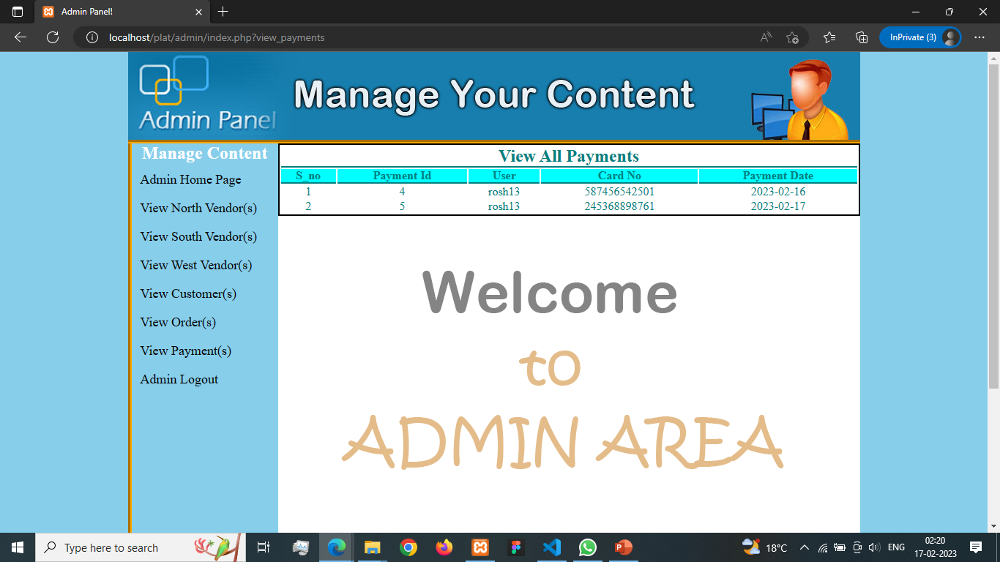 Admin Panel!
localhost/plat/admin/index.php?view_payments
InPrivate (3)
Admin Panel
Manage Your Content
Manage Content
Admin Home Page
View North Vendor(s)
View South Vendor(s)
View West Vendor(s)
View Customer(s)
View Order(s)
View Payment(s)
Admin Logout
View All Payments
S_no Payment Id User Card No Payment Date
1 4 rosh13 587456542501 2023-02-16
2 5 rosh13 245368898761 2023-02-17
Welcome
to
ADMIN AREA
Type here to search
18°C
ENG
02:20
17-02-2023